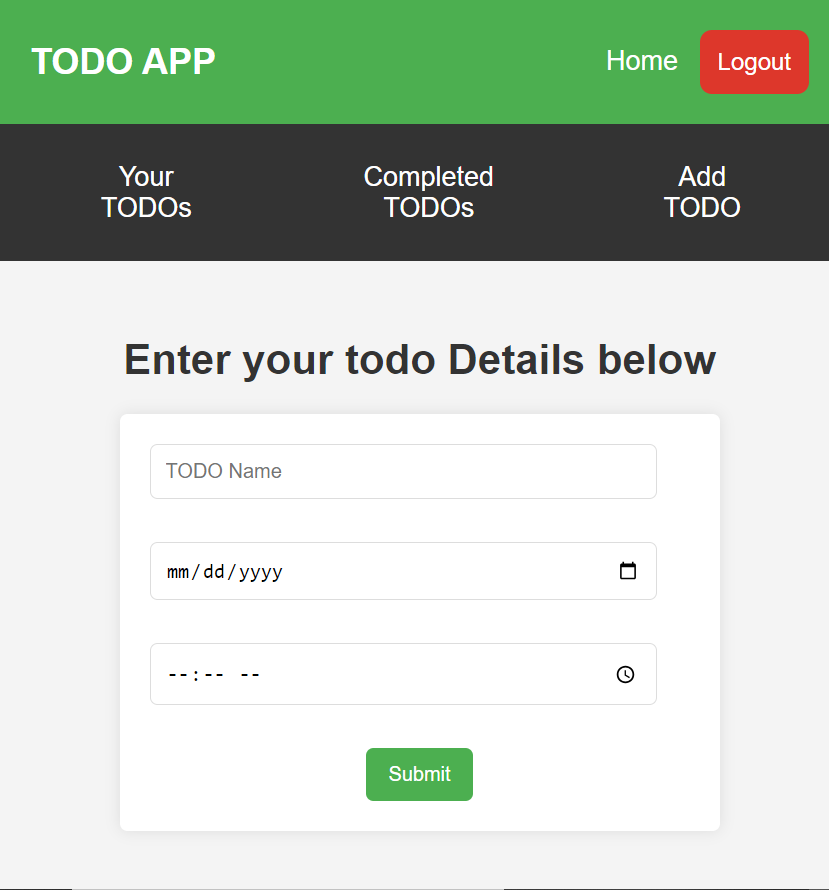 TODO APP
Home
Logout
Your
TODOs
Completed
TODOs
Add
TODO
Enter your todo Details below
TODO Name
mm/dd/yyyy
--:-- --
Submit